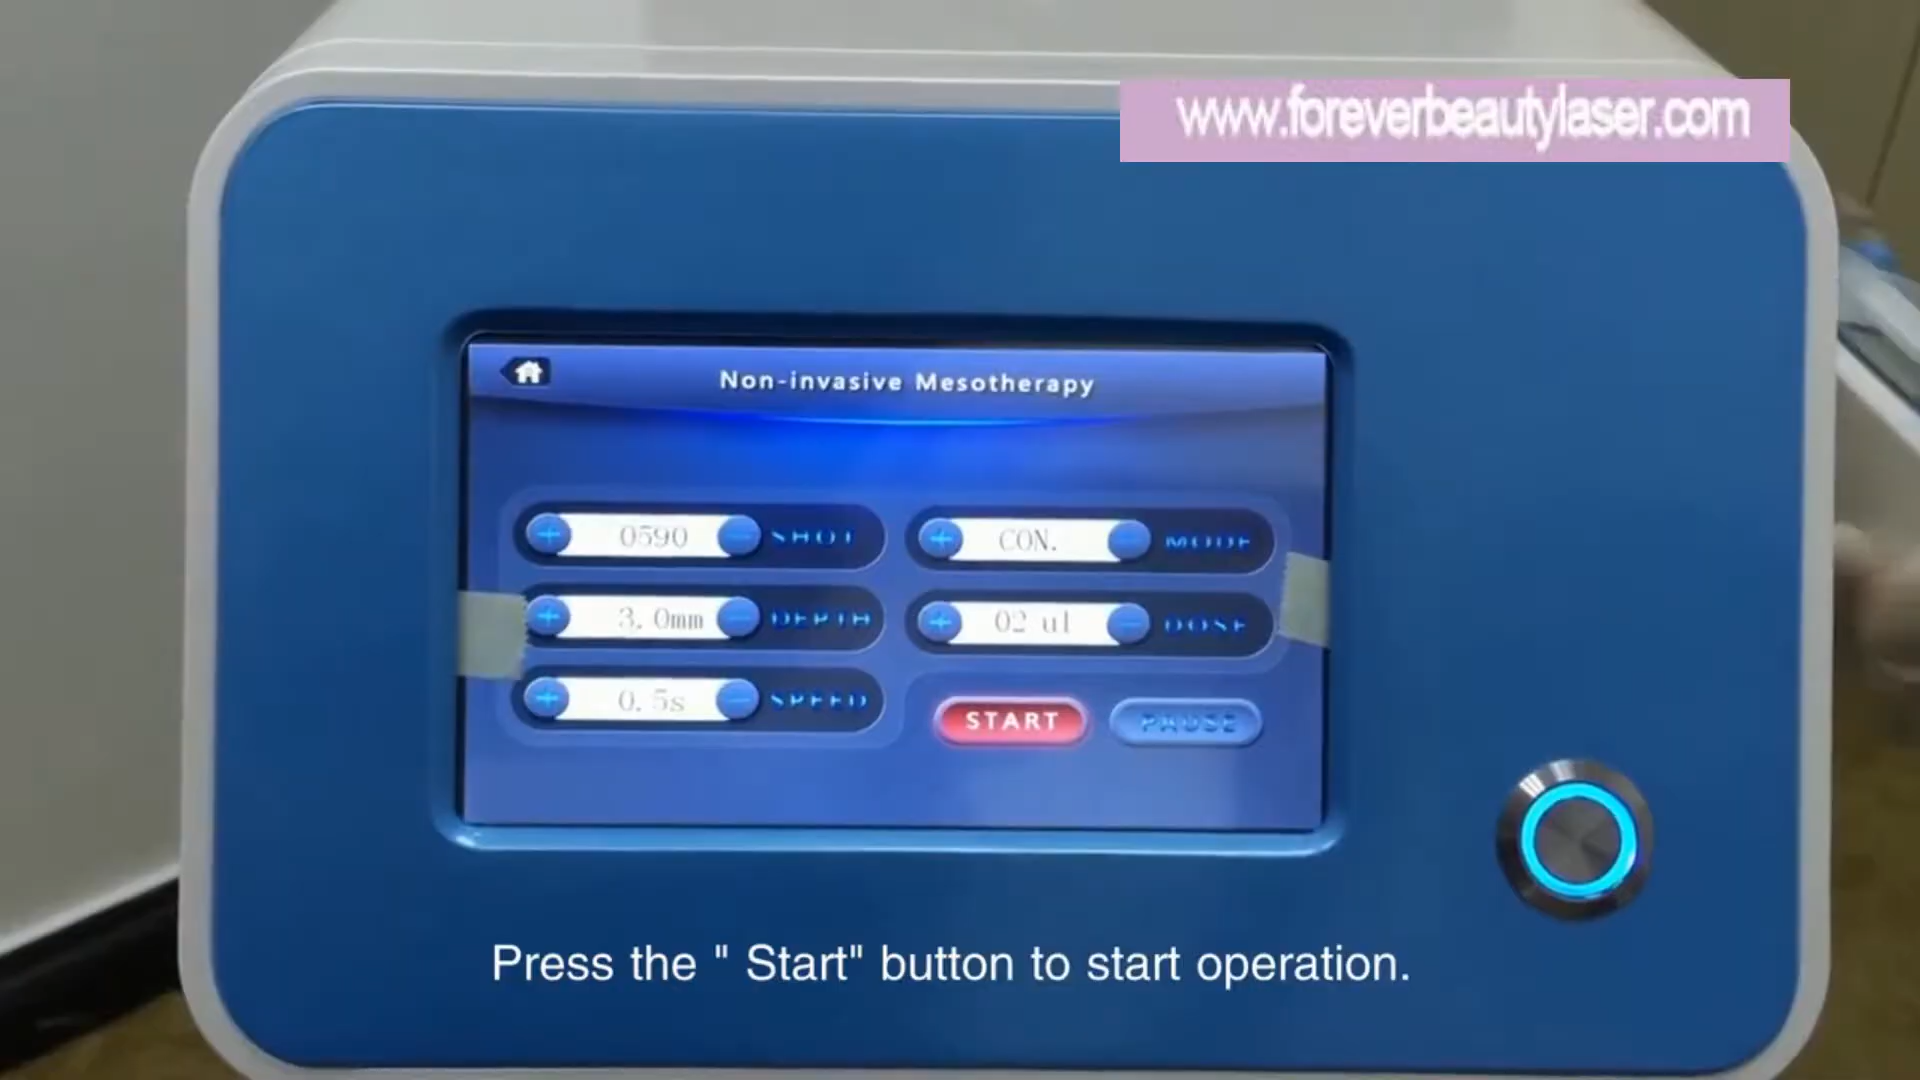 www.foreverbeautylaser.com
Non-invasive Mesotherapy
0590 SHOT
CON. MODE
3.0mm DEPTH
02 ul DOSE
0.5s SPEED
START
PAUSE
Press the " Start" button to start operation.